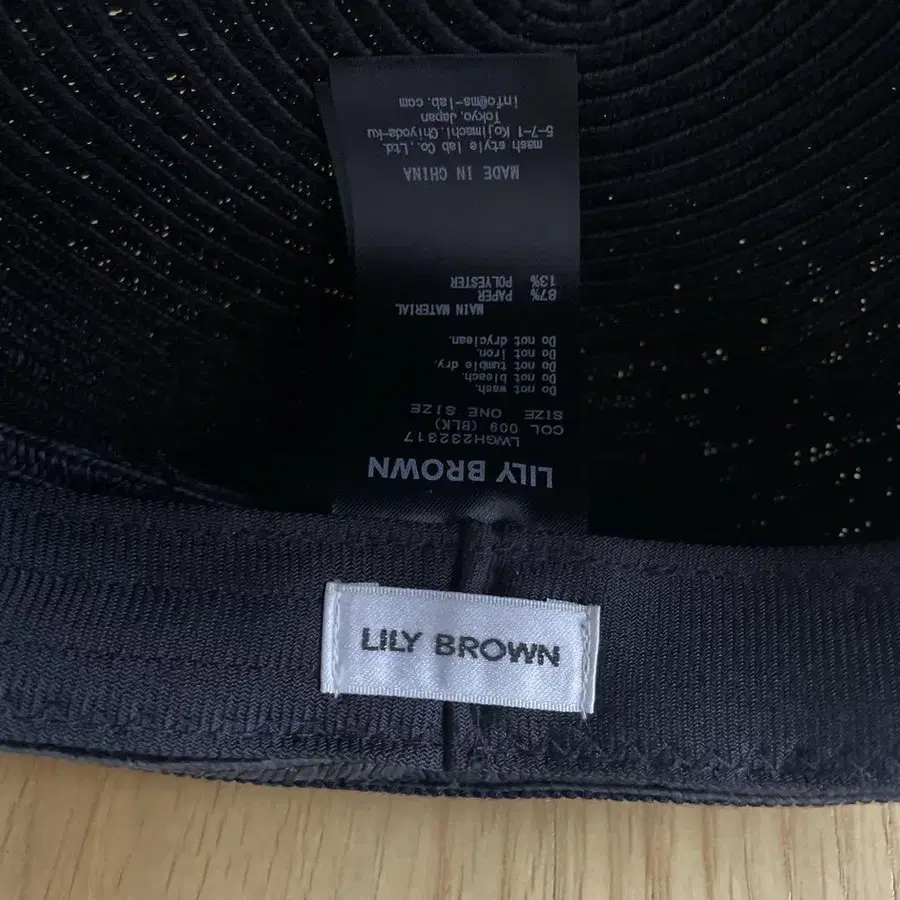 LILY BROWN
LWGH232317
COL 009 (BLK)
SIZE ONE SIZE
Do not wash.
Do not bleach.
Do not tumble dry.
Do not iron.
Do not dryclean.
MAIN MATERIAL
87% PAPER
13% POLYESTER
MADE IN CHINA
mash style lab Co., Ltd.
5-7-1 Kojimachi.Chiyoda-ku
Tokyo, Japan
info@ms-lab.com
LILY BROWN